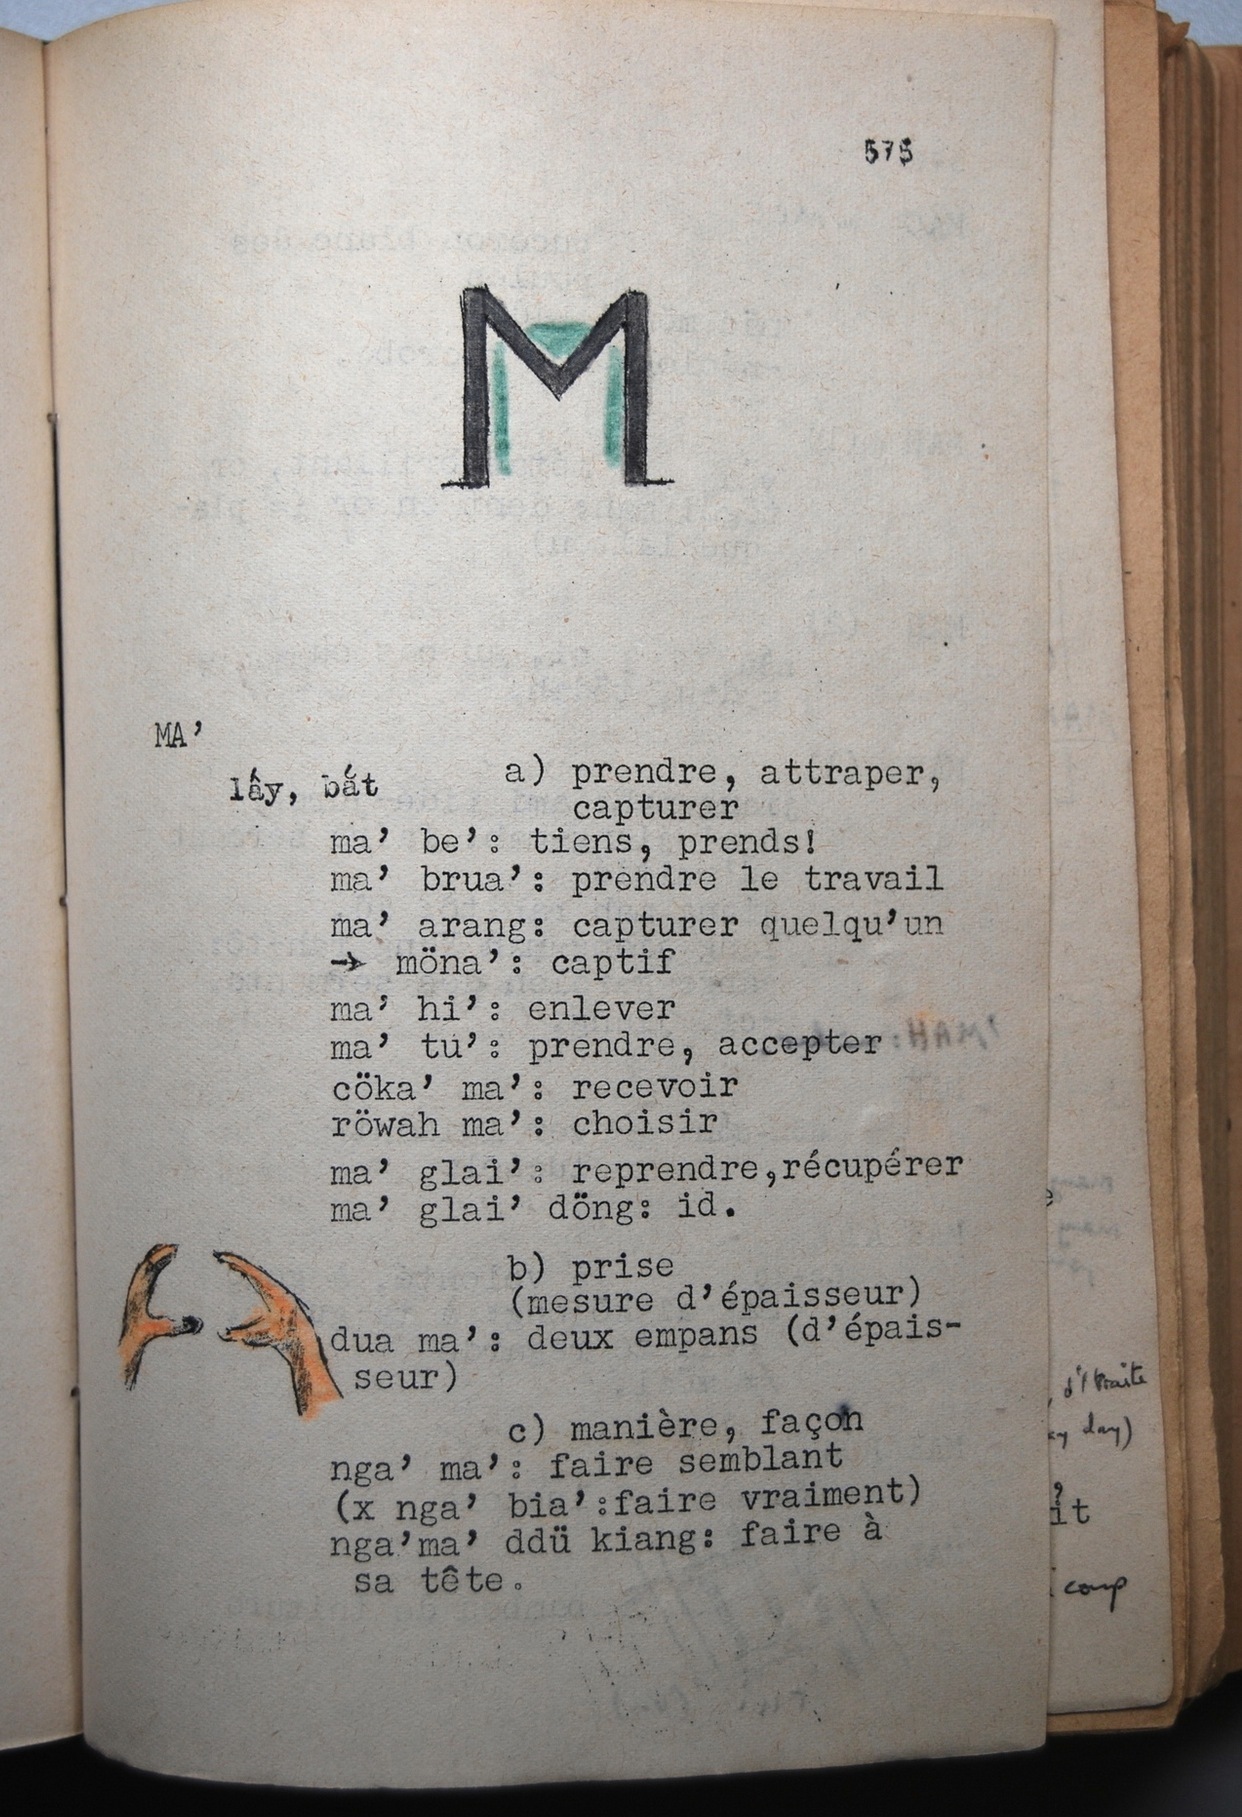 575
M
MA’
lấy, bắt
a) prendre, attraper,
capturer
ma’ be’: tiens, prends!
ma’ brua’: prendre le travail
ma’ arang: capturer quelqu’un
→ möna’: captif
ma’ hi’: enlever
ma’ tu’: prendre, accepter
cöka’ ma’: recevoir
röwah ma’: choisir
ma’ glai’: reprendre,récupérer
ma’ glai’ döng: id.
b) prise
(mesure d’épaisseur)
dua ma’: deux empans (d’épais-
seur)
c) manière, façon
nga’ ma’: faire semblant
(x nga’ bia’:faire vraiment)
nga’ma’ ddü kiang: faire à
sa tête.
day)
coup